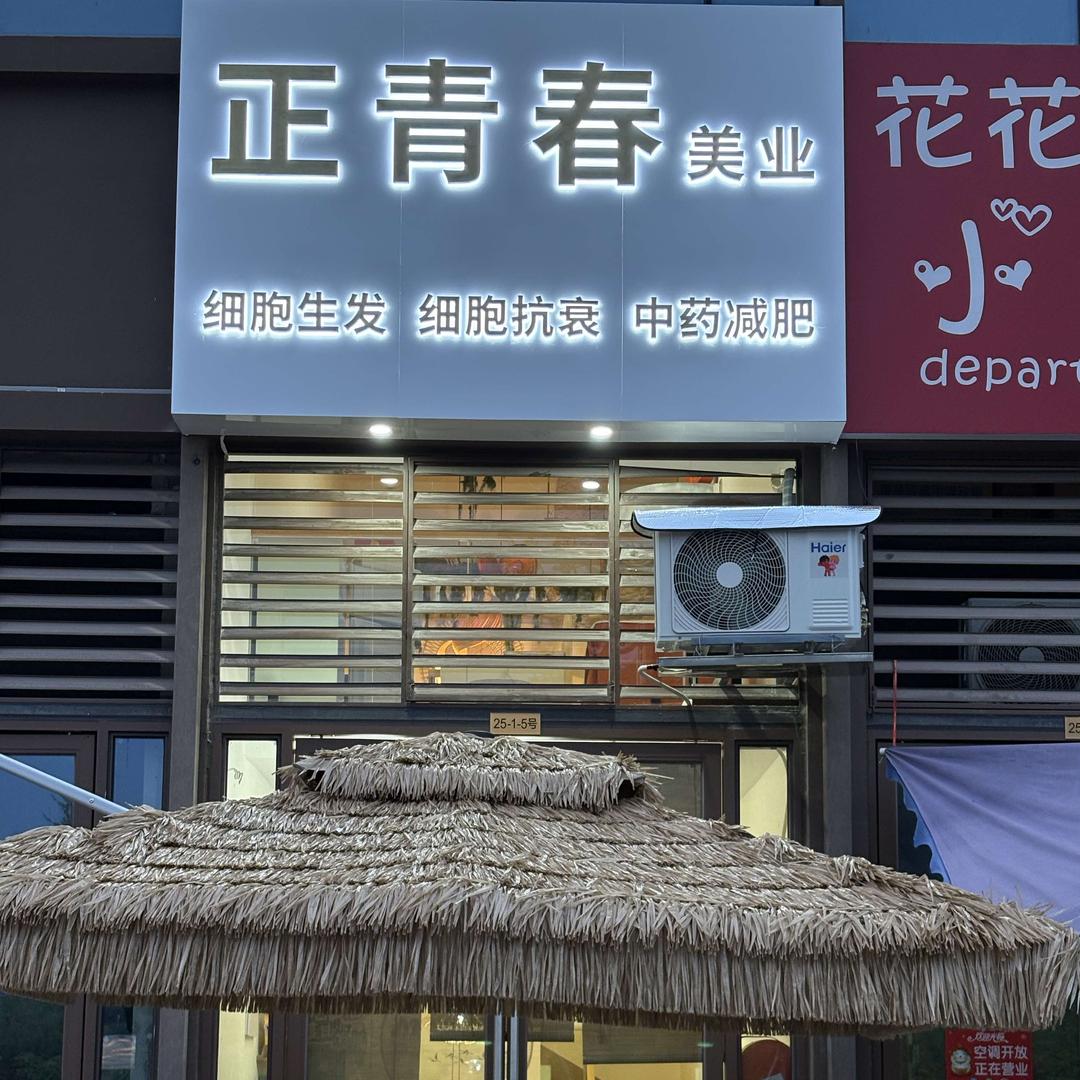 正青春 美业
细胞生发 细胞抗衰 中药减肥
花花
小
depart
Haier
25-1-5号
25
空调开放
正在营业